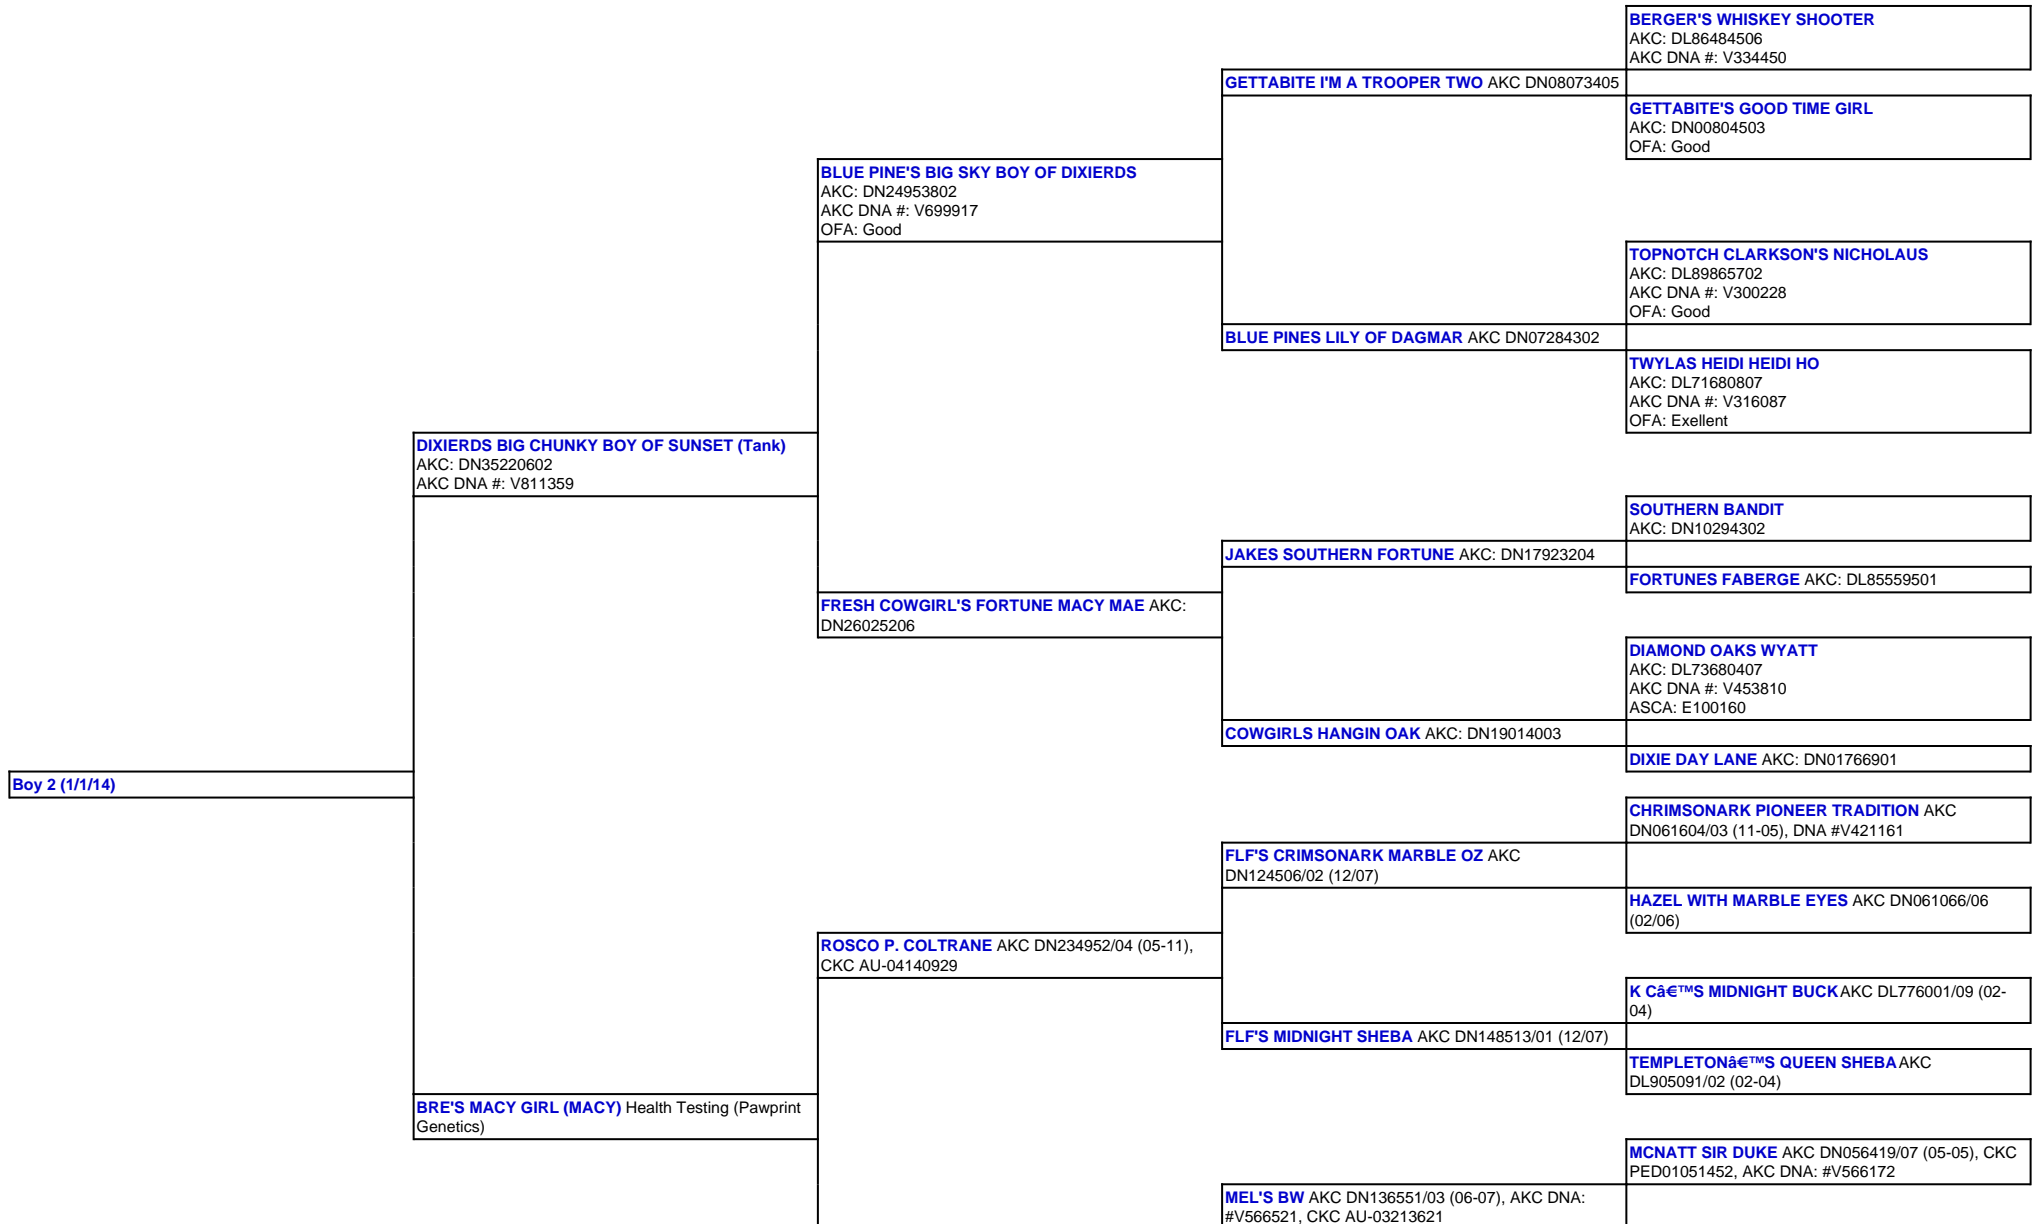 BERGER'S WHISKEY SHOOTER
AKC: DL86484506
AKC DNA #: V334450
GETTABITE I'M A TROOPER TWO AKC DN08073405
GETTABITE'S GOOD TIME GIRL
AKC: DN00804503
OFA: Good
BLUE PINE'S BIG SKY BOY OF DIXIERDS
AKC: DN24953802
AKC DNA #: V699917
OFA: Good
TOPNOTCH CLARKSON'S NICHOLAUS
AKC: DL89865702
AKC DNA #: V300228
OFA: Good
BLUE PINES LILY OF DAGMAR AKC DN07284302
TWYLAS HEIDI HEIDI HO
AKC: DL71680807
AKC DNA #: V316087
OFA: Exellent
DIXIERDS BIG CHUNKY BOY OF SUNSET (Tank)
AKC: DN35220602
AKC DNA #: V811359
SOUTHERN BANDIT
AKC: DN10294302
JAKES SOUTHERN FORTUNE AKC: DN17923204
FORTUNES FABERGE AKC: DL85559501
FRESH COWGIRL'S FORTUNE MACY MAE AKC:
DN26025206
DIAMOND OAKS WYATT
AKC: DL73680407
AKC DNA #: V453810
ASCA: E100160
COWGIRLS HANGIN OAK AKC: DN19014003
DIXIE DAY LANE AKC: DN01766901
Boy 2 (1/1/14)
CHRIMSONARK PIONEER TRADITION AKC
DN061604/03 (11-05), DNA #V421161
FLF'S CRIMSONARK MARBLE OZ AKC
DN124506/02 (12/07)
HAZEL WITH MARBLE EYES AKC DN061066/06
(02/06)
ROSCO P. COLTRANE AKC DN234952/04 (05-11),
CKC AU-04140929
K Câ€™S MIDNIGHT BUCK AKC DL776001/09 (02-
04)
FLF'S MIDNIGHT SHEBA AKC DN148513/01 (12/07)
TEMPLETONâ€™S QUEEN SHEBA AKC
DL905091/02 (02-04)
BRE'S MACY GIRL (MACY) Health Testing (Pawprint
Genetics)
MCNATT SIR DUKE AKC DN056419/07 (05-05), CKC
PED01051452, AKC DNA: #V566172
MEL'S BW AKC DN136551/03 (06-07), AKC DNA:
#V566521, CKC AU-03213621